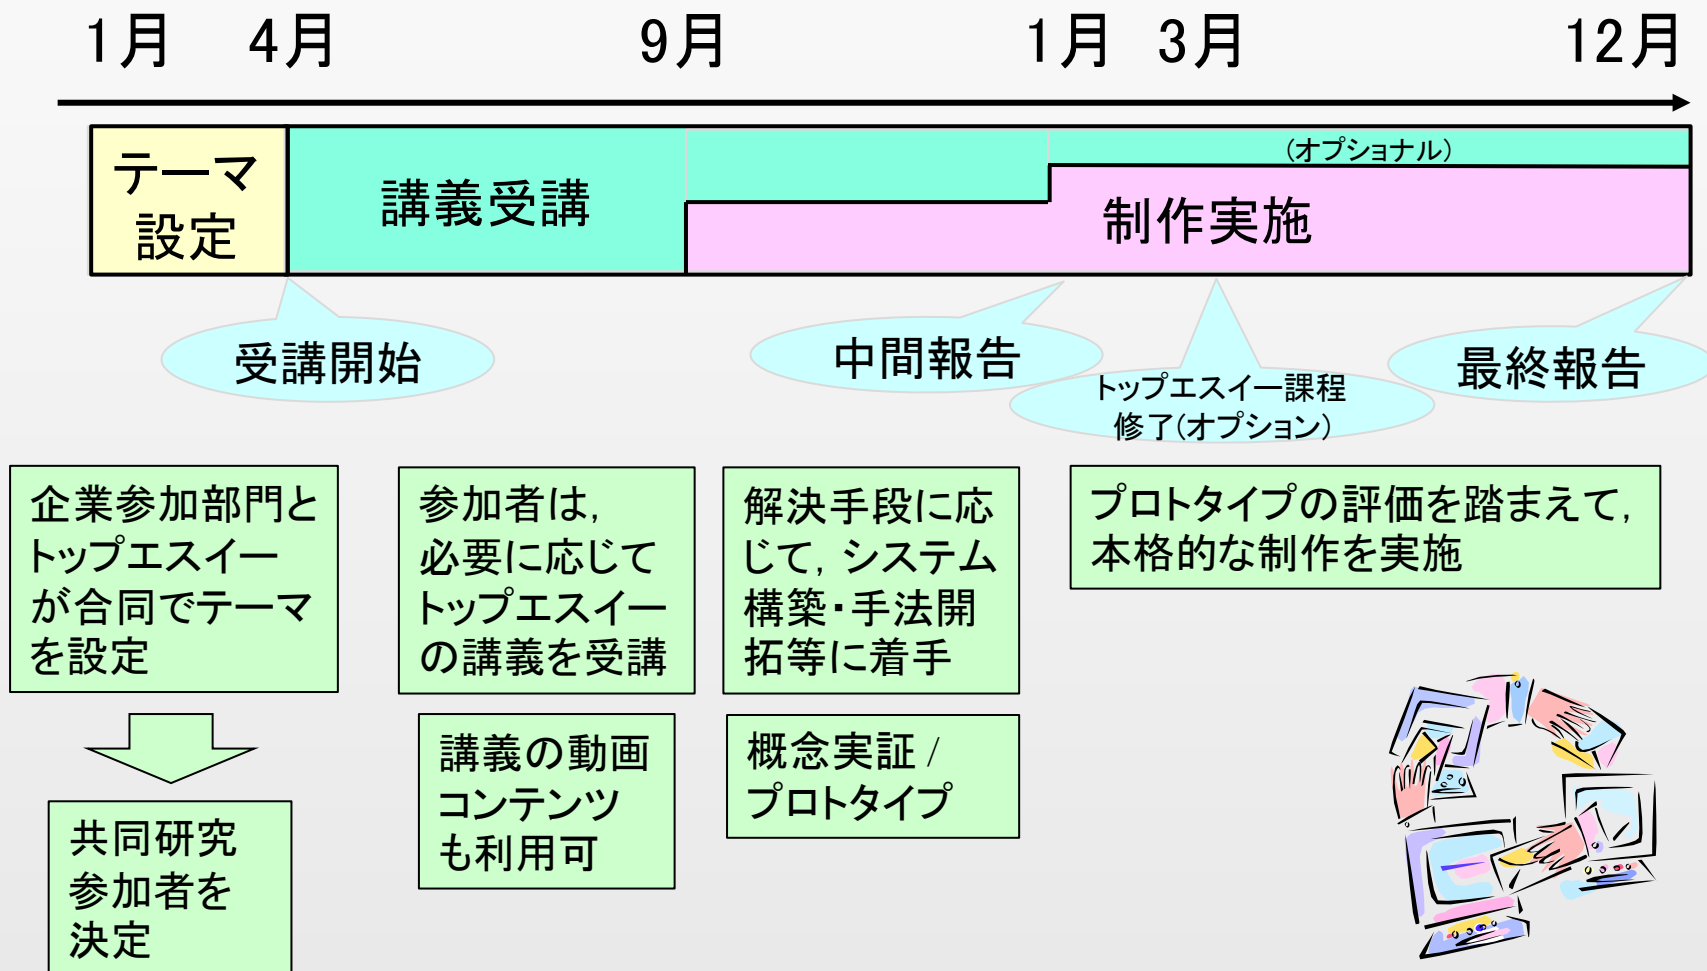 1月 4月 9月 1月 3月 12月
テーマ
設定
講義受講
(オプショナル)
制作実施
受講開始
中間報告
トップエスイー課程
修了(オプション)
最終報告
企業参加部門と
トップエスイー
が合同でテーマ
を設定
共同研究
参加者を
決定
参加者は,
必要に応じて
トップエスイー
の講義を受講
講義の動画
コンテンツ
も利用可
解決手段に応
じて, システム
構築・手法開
拓等に着手
概念実証 /
プロトタイプ
プロトタイプの評価を踏まえて,
本格的な制作を実施